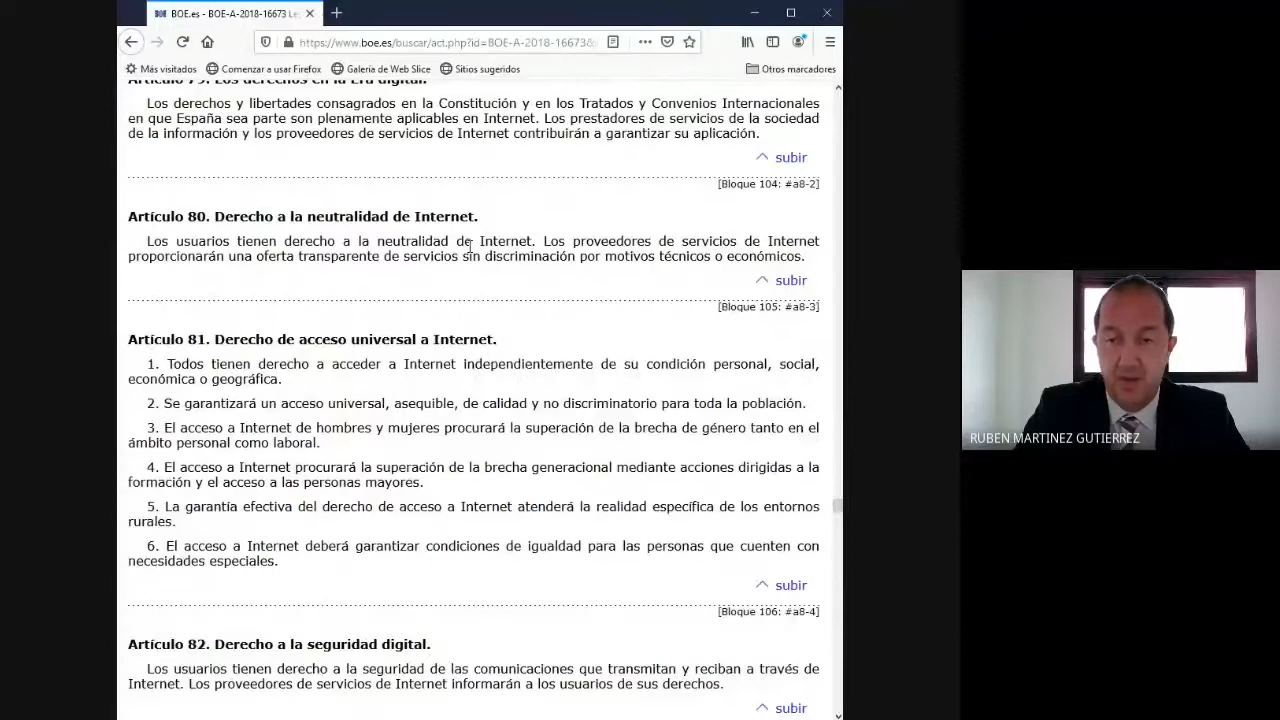 BOE.es - BOE-A-2018-16673 Le
https://www.boe.es/buscar/act.php?id=BOE-A-2018-16673&
Más visitados Comenzar a usar Firefox Galería de Web Slice Sitios sugeridos Otros marcadores
Artículo 79. Los derechos en la Era digital.
Los derechos y libertades consagrados en la Constitución y en los Tratados y Convenios Internacionales
en que España sea parte son plenamente aplicables en Internet. Los prestadores de servicios de la sociedad
de la información y los proveedores de servicios de Internet contribuirán a garantizar su aplicación.
subir
[Bloque 104: #a8-2]
Artículo 80. Derecho a la neutralidad de Internet.
Los usuarios tienen derecho a la neutralidad de Internet. Los proveedores de servicios de Internet
proporcionarán una oferta transparente de servicios sin discriminación por motivos técnicos o económicos.
subir
[Bloque 105: #a8-3]
Artículo 81. Derecho de acceso universal a Internet.
1. Todos tienen derecho a acceder a Internet independientemente de su condición personal, social,
económica o geográfica.
2. Se garantizará un acceso universal, asequible, de calidad y no discriminatorio para toda la población.
3. El acceso a Internet de hombres y mujeres procurará la superación de la brecha de género tanto en el
ámbito personal como laboral.
4. El acceso a Internet procurará la superación de la brecha generacional mediante acciones dirigidas a la
formación y el acceso a las personas mayores.
5. La garantía efectiva del derecho de acceso a Internet atenderá la realidad específica de los entornos
rurales.
6. El acceso a Internet deberá garantizar condiciones de igualdad para las personas que cuenten con
necesidades especiales.
subir
[Bloque 106: #a8-4]
Artículo 82. Derecho a la seguridad digital.
Los usuarios tienen derecho a la seguridad de las comunicaciones que transmitan y reciban a través de
Internet. Los proveedores de servicios de Internet informarán a los usuarios de sus derechos.
subir
RUBEN MARTINEZ GUTIERREZ